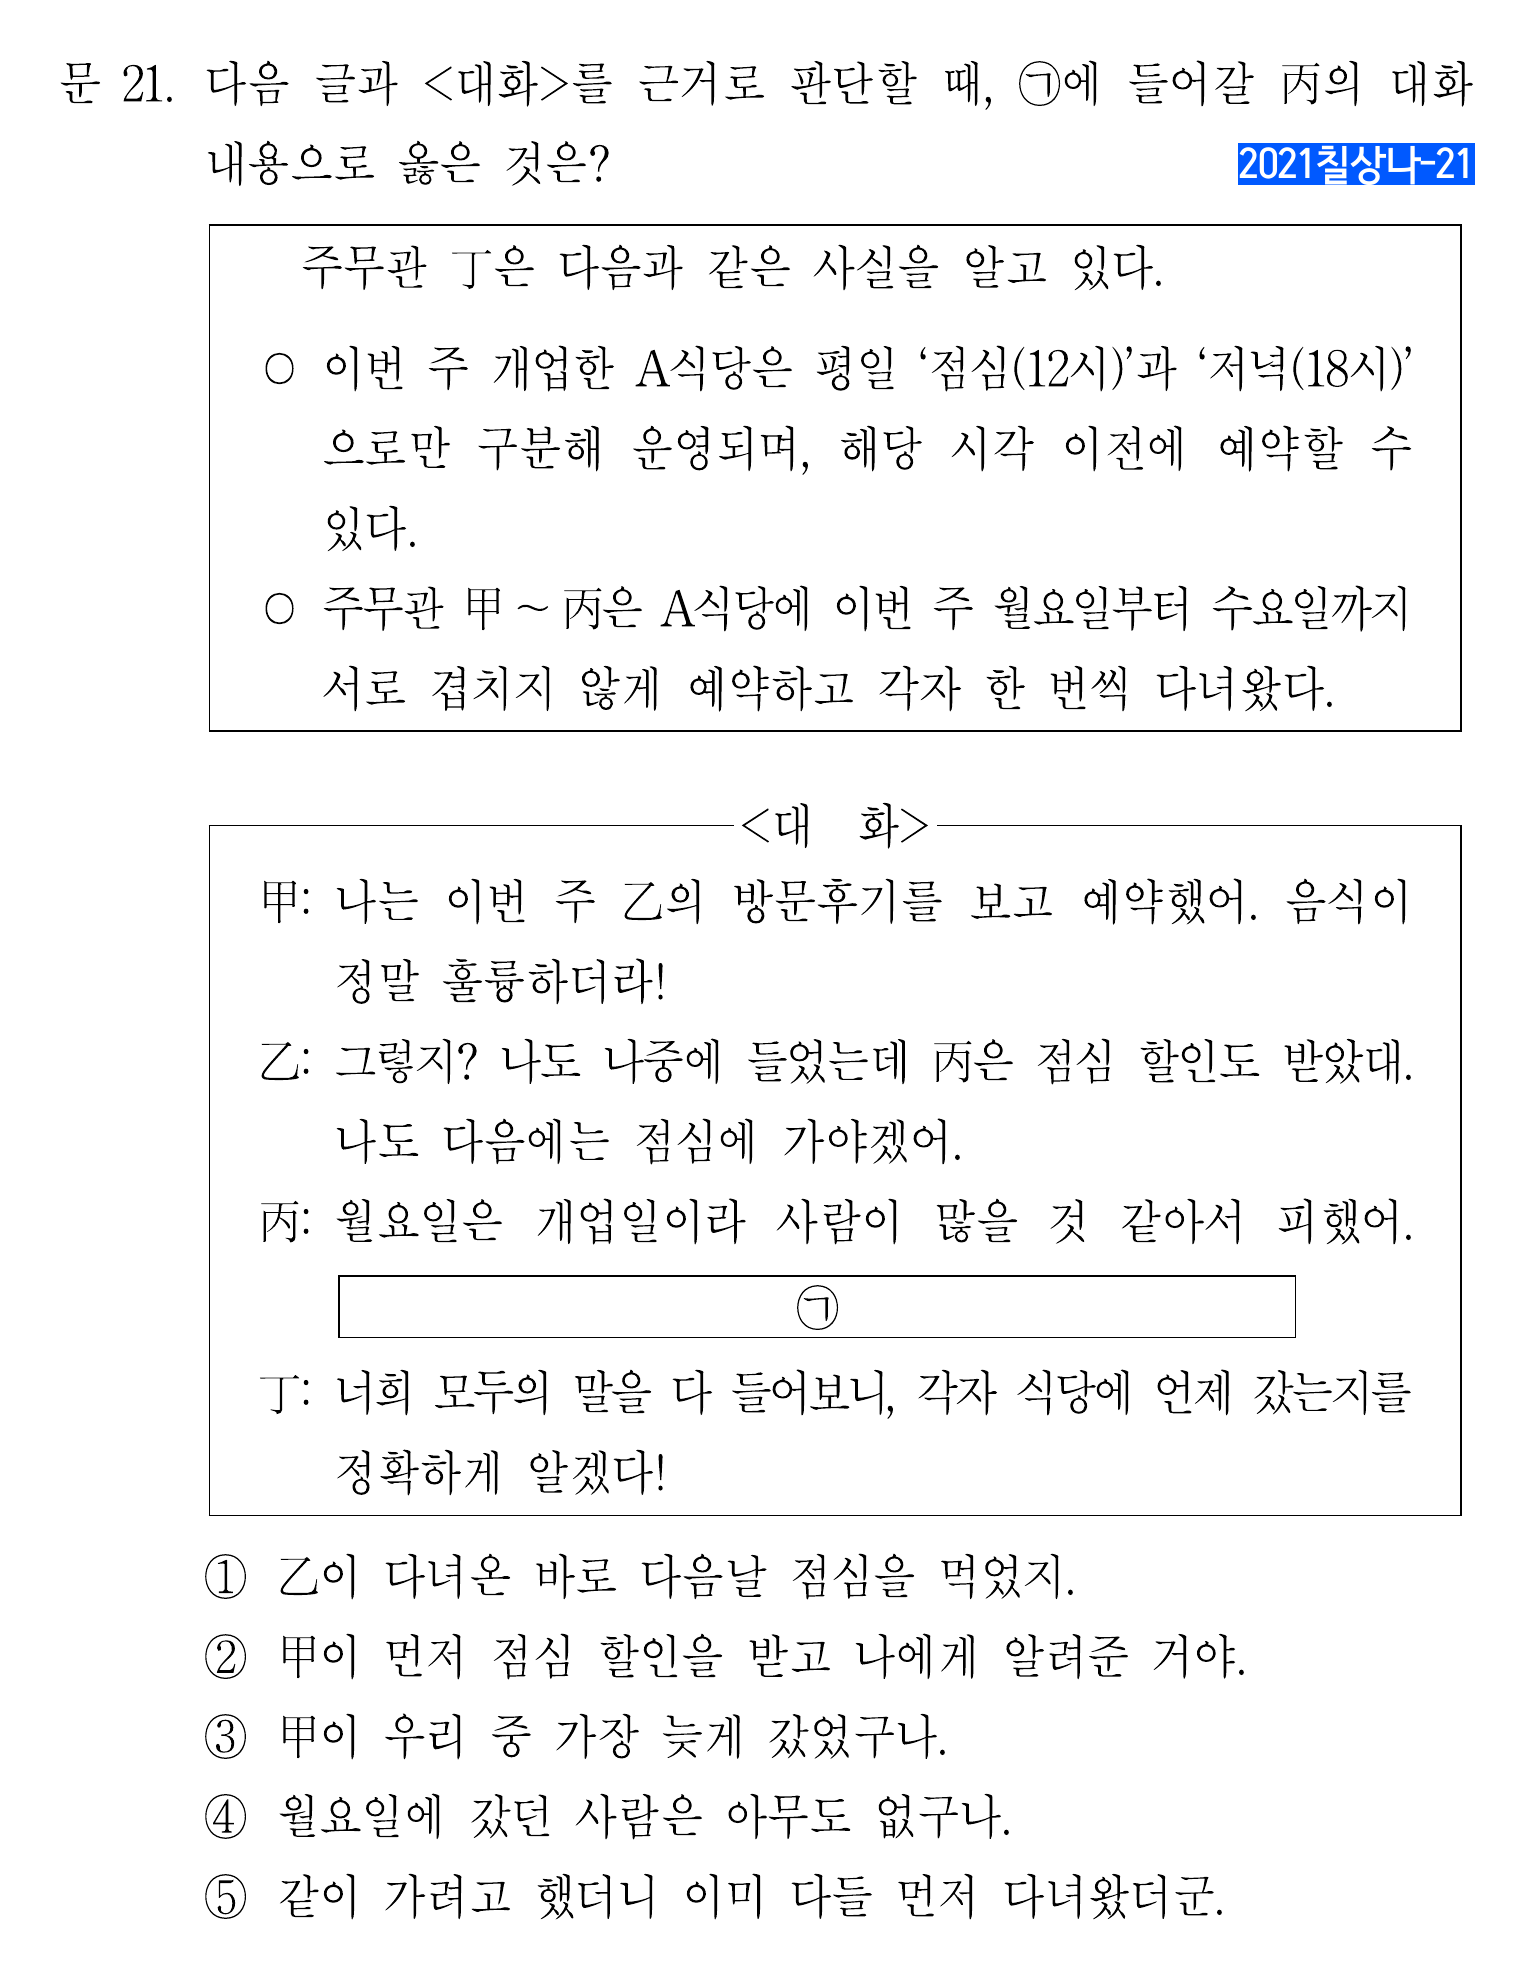 문 21. 다음 글과 <대화>를 근거로 판단할 때, ㉠에 들어갈 丙의 대화
내용으로 옳은 것은?
2021칠상나-21
주무관 丁은 다음과 같은 사실을 알고 있다.
○ 이번 주 개업한 A식당은 평일 ‘점심(12시)’과 ‘저녁(18시)’
으로만 구분해 운영되며, 해당 시각 이전에 예약할 수
있다.
○ 주무관 甲 ~ 丙은 A식당에 이번 주 월요일부터 수요일까지
서로 겹치지 않게 예약하고 각자 한 번씩 다녀왔다.
<대 화>
甲: 나는 이번 주 乙의 방문후기를 보고 예약했어. 음식이
정말 훌륭하더라!
乙: 그렇지? 나도 나중에 들었는데 丙은 점심 할인도 받았대.
나도 다음에는 점심에 가야겠어.
丙: 월요일은 개업일이라 사람이 많을 것 같아서 피했어.
㉠
丁: 너희 모두의 말을 다 들어보니, 각자 식당에 언제 갔는지를
정확하게 알겠다!
① 乙이 다녀온 바로 다음날 점심을 먹었지.
② 甲이 먼저 점심 할인을 받고 나에게 알려준 거야.
③ 甲이 우리 중 가장 늦게 갔었구나.
④ 월요일에 갔던 사람은 아무도 없구나.
⑤ 같이 가려고 했더니 이미 다들 먼저 다녀왔더군.